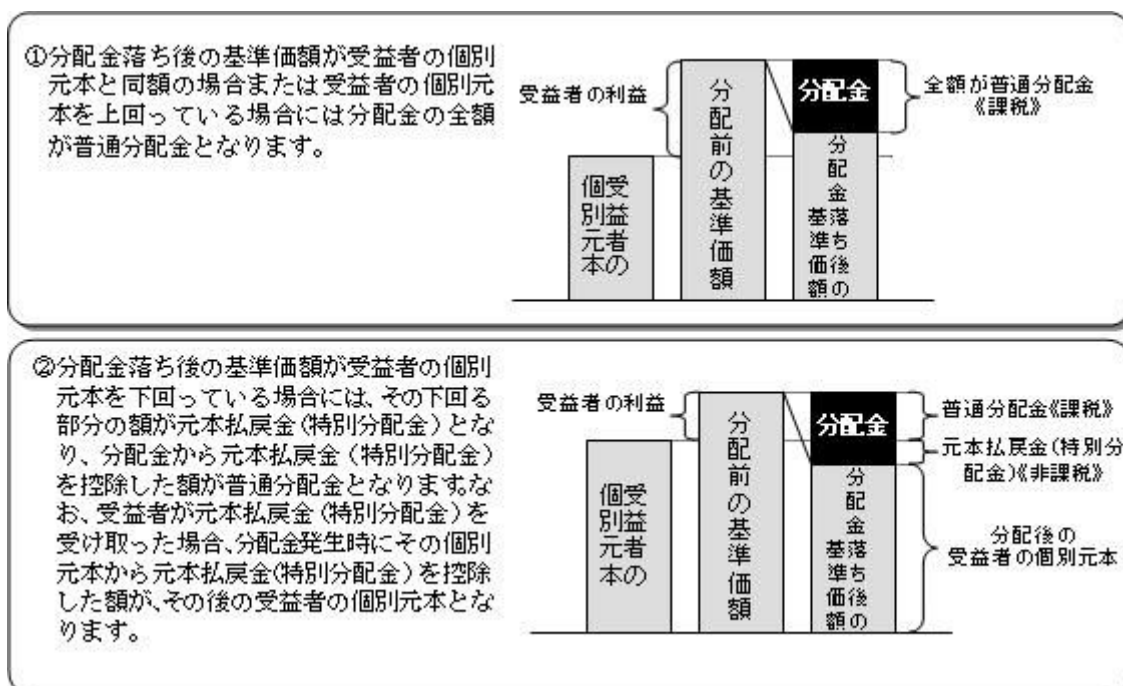 ①分配金落ち後の基準価額が受益者の個別
元本と同額の場合または受益者の個別元
本を上回っている場合には分配金の全額
が普通分配金となります。
受益者の利益
受益者の
個別元本
分配前の基準価額
分配金
分配金落ち後の
基準価額
全額が普通分配金
《課税》
②分配金落ち後の基準価額が受益者の個別
元本を下回っている場合には、その下回る
部分の額が元本払戻金(特別分配金)とな
り、分配金から元本払戻金(特別分配金)
を控除した額が普通分配金となります。な
お、受益者が元本払戻金(特別分配金)を
受け取った場合、分配金発生時にその個別
元本から元本払戻金(特別分配金)を控除
した額が、その後の受益者の個別元本とな
ります。
受益者の利益
受益者の
個別元本
分配前の基準価額
分配金
分配金落ち後の
基準価額
普通分配金《課税》
元本払戻金(特別分
配金)《非課税》
分配後の
受益者の個別元本